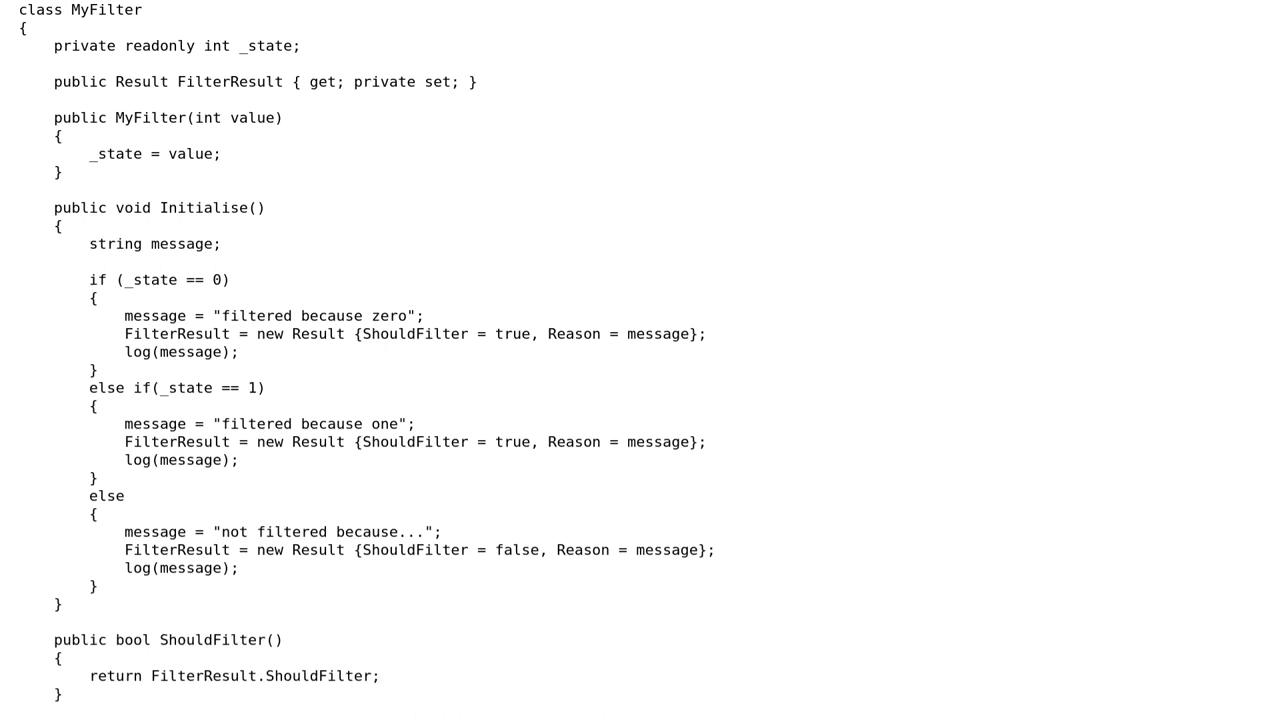 class MyFilter
{
    private readonly int _state;

    public Result FilterResult { get; private set; }

    public MyFilter(int value)
    {
        _state = value;
    }

    public void Initialise()
    {
        string message;

        if (_state == 0)
        {
            message = "filtered because zero";
            FilterResult = new Result {ShouldFilter = true, Reason = message};
            log(message);
        }
        else if(_state == 1)
        {
            message = "filtered because one";
            FilterResult = new Result {ShouldFilter = true, Reason = message};
            log(message);
        }
        else
        {
            message = "not filtered because...";
            FilterResult = new Result {ShouldFilter = false, Reason = message};
            log(message);
        }
    }

    public bool ShouldFilter()
    {
        return FilterResult.ShouldFilter;
    }